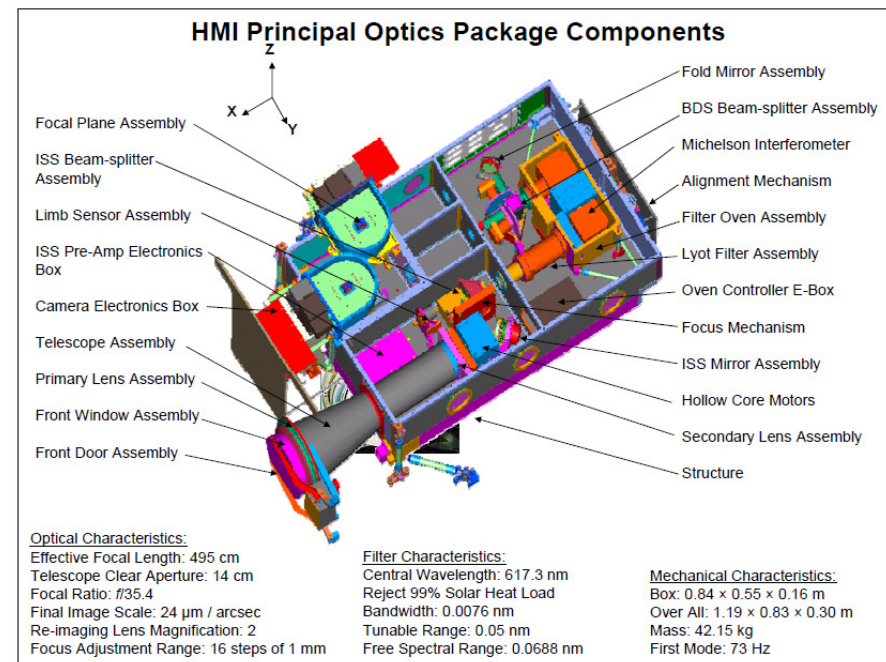 HMI Principal Optics Package Components
Z
X
Y
Focal Plane Assembly
ISS Beam-splitter
Assembly
Limb Sensor Assembly
ISS Pre-Amp Electronics
Box
Camera Electronics Box
Telescope Assembly
Primary Lens Assembly
Front Window Assembly
Front Door Assembly
Fold Mirror Assembly
BDS Beam-splitter Assembly
Michelson Interferometer
Alignment Mechanism
Filter Oven Assembly
Lyot Filter Assembly
Oven Controller E-Box
Focus Mechanism
ISS Mirror Assembly
Hollow Core Motors
Secondary Lens Assembly
Structure
Optical Characteristics:
Effective Focal Length: 495 cm
Telescope Clear Aperture: 14 cm
Focal Ratio: f/35.4
Final Image Scale: 24 μm / arcsec
Re-imaging Lens Magnification: 2
Focus Adjustment Range: 16 steps of 1 mm
Filter Characteristics:
Central Wavelength: 617.3 nm
Reject 99% Solar Heat Load
Bandwidth: 0.0076 nm
Tunable Range: 0.05 nm
Free Spectral Range: 0.0688 nm
Mechanical Characteristics:
Box: 0.84 × 0.55 × 0.16 m
Over All: 1.19 × 0.83 × 0.30 m
Mass: 42.15 kg
First Mode: 73 Hz